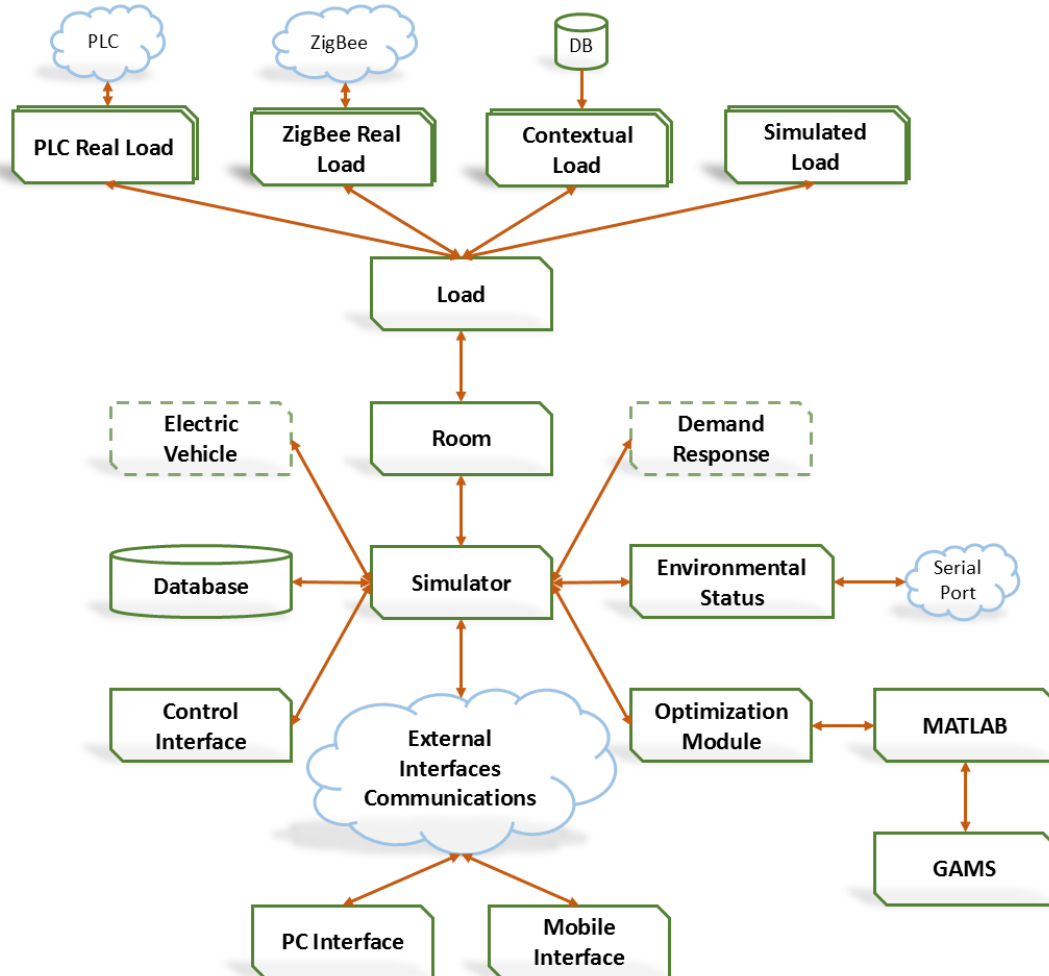 PLC
ZigBee
DB
PLC Real Load
ZigBee Real
Load
Contextual
Load
Simulated
Load
Load
Electric
Vehicle
Room
Demand
Response
Database
Simulator
Environmental
Status
Serial
Port
Control
Interface
External
Interfaces
Communications
Optimization
Module
MATLAB
GAMS
PC Interface
Mobile
Interface